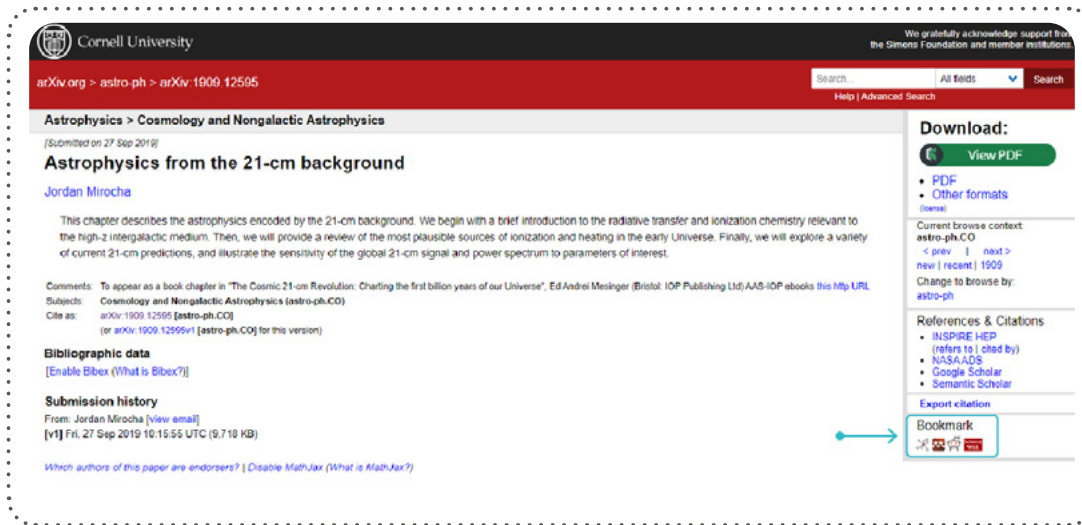 Cornell University
We gratefully acknowledge support from
the Simons Foundation and member institutions.
arXiv.org > astro-ph > arXiv:1909.12595
Search...
All fields
Search
Help | Advanced Search
Astrophysics > Cosmology and Nongalactic Astrophysics
[Submitted on 27 Sep 2019]
Astrophysics from the 21-cm background
Jordan Mirocha
This chapter describes the astrophysics encoded by the 21-cm background. We begin with a brief introduction to the radiative transfer and ionization chemistry relevant to
the high-z intergalactic medium. Then, we will provide a review of the most plausible sources of ionization and heating in the early Universe. Finally, we will explore a variety
of current 21-cm predictions, and illustrate the sensitivity of the global 21-cm signal and power spectrum to parameters of interest.
Comments: To appear as a book chapter in "The Cosmic 21-cm Revolution: Charting the first billion years of our Universe", Ed Andrei Mesinger (Bristol: IOP Publishing Ltd) AAS-IOP ebooks this http URL
Subjects: Cosmology and Nongalactic Astrophysics (astro-ph.CO)
Cite as: arXiv:1909.12595 [astro-ph.CO]
(or arXiv:1909.12595v1 [astro-ph.CO] for this version)
Bibliographic data
[Enable Bibex (What is Bibex?)]
Submission history
From: Jordan Mirocha [view email]
[v1] Fri, 27 Sep 2019 10:15:55 UTC (9,718 KB)
Which authors of this paper are endorsers? | Disable MathJax (What is MathJax?)
Download:
View PDF
• PDF
• Other formats
(license)
Current browse context:
astro-ph.CO
< prev | next >
new | recent | 1909
Change to browse by:
astro-ph
References & Citations
• INSPIRE HEP
(refers to | cited by)
• NASA ADS
• Google Scholar
• Semantic Scholar
Export citation
Bookmark